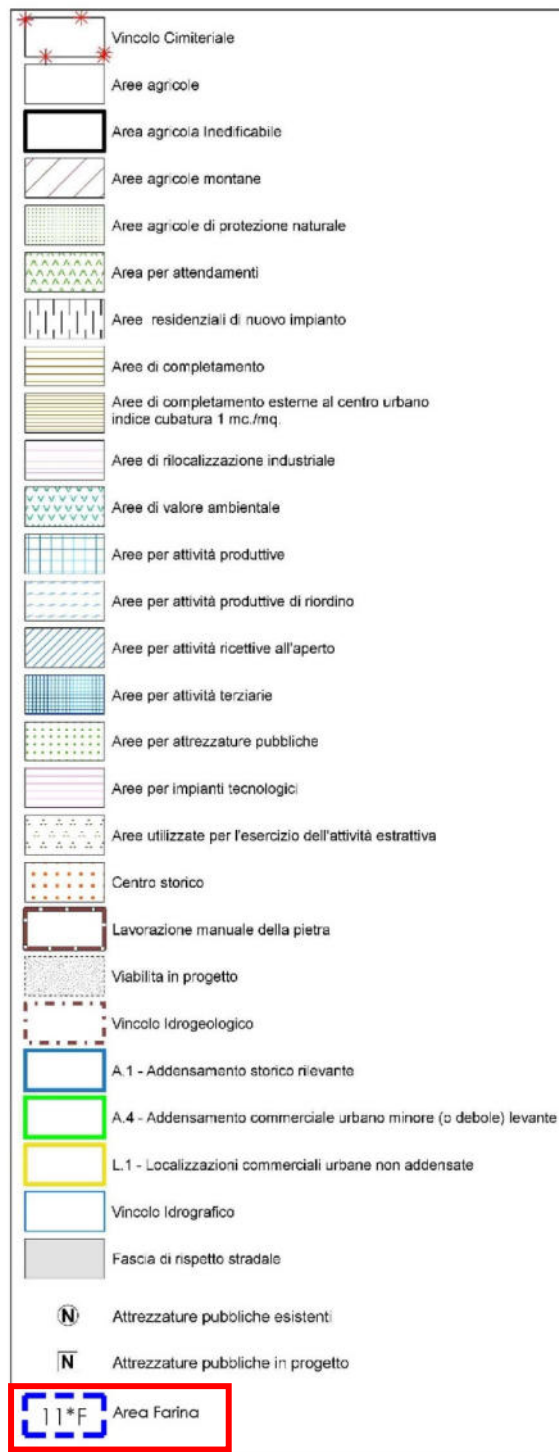 Vincolo Cimiteriale
Aree agricole
Area agricola Inedificabile
Aree agricole montane
Aree agricole di protezione naturale
Area per attendamenti
Aree residenziali di nuovo impianto
Aree di completamento
Aree di completamento esterne al centro urbano
indice cubatura 1 mc./mq.
Aree di rilocalizzazione industriale
Aree di valore ambientale
Aree per attività produttive
Aree per attività produttive di riordino
Aree per attività ricettive all'aperto
Aree per attività terziarie
Aree per attrezzature pubbliche
Aree per impianti tecnologici
Aree utilizzate per l'esercizio dell'attività estrattiva
Centro storico
Lavorazione manuale della pietra
Viabilita in progetto
Vincolo Idrogeologico
A.1 - Addensamento storico rilevante
A.4 - Addensamento commerciale urbano minore (o debole) levante
L.1 - Localizzazioni commerciali urbane non addensate
Vincolo Idrografico
Fascia di rispetto stradale
N Attrezzature pubbliche esistenti
N Attrezzature pubbliche in progetto
11*F Area Farina